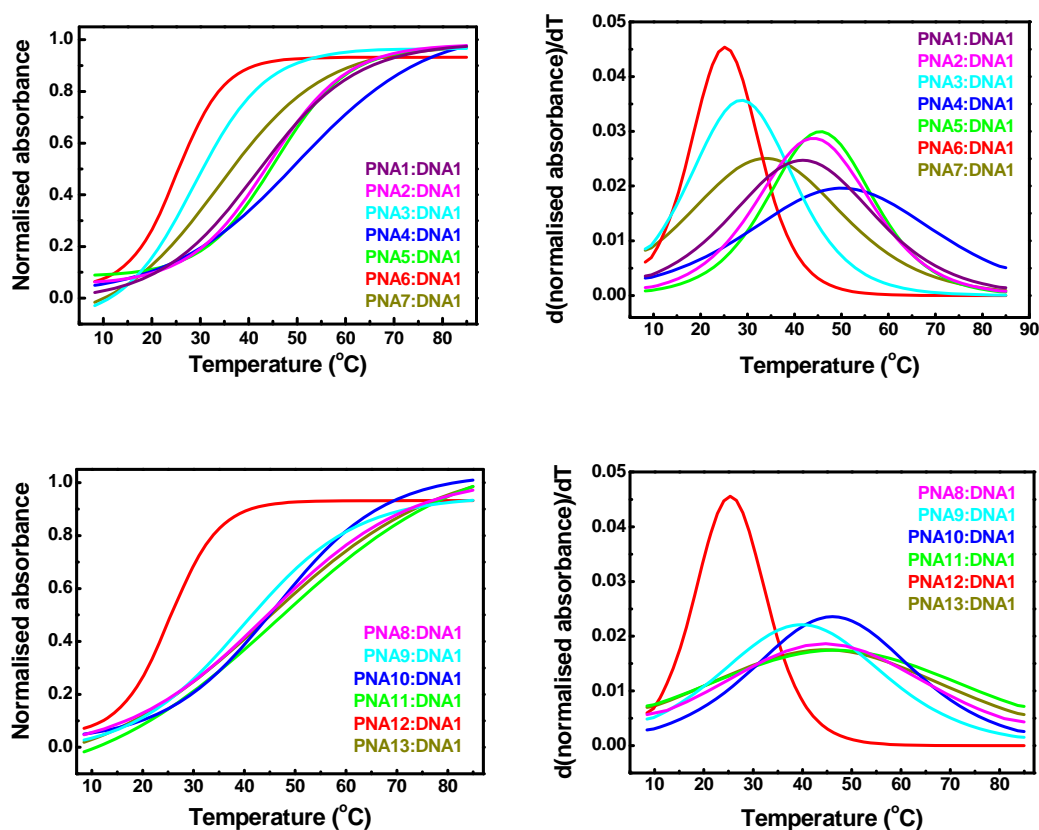 Normalised absorbance
1.0
0.8
0.6
0.4
0.2
0.0
PNA1:DNA1
PNA2:DNA1
PNA3:DNA1
PNA4:DNA1
PNA5:DNA1
PNA6:DNA1
PNA7:DNA1
10 20 30 40 50 60 70 80
Temperature (°C)
d(normalised absorbance)/dT
0.05
0.04
0.03
0.02
0.01
0.00
PNA1:DNA1
PNA2:DNA1
PNA3:DNA1
PNA4:DNA1
PNA5:DNA1
PNA6:DNA1
PNA7:DNA1
10 20 30 40 50 60 70 80 90
Temperature (°C)
Normalised absorbance
1.0
0.8
0.6
0.4
0.2
0.0
PNA8:DNA1
PNA9:DNA1
PNA10:DNA1
PNA11:DNA1
PNA12:DNA1
PNA13:DNA1
10 20 30 40 50 60 70 80
Temperature (°C)
d(normalised absorbance)/dT
0.05
0.04
0.03
0.02
0.01
0.00
PNA8:DNA1
PNA9:DNA1
PNA10:DNA1
PNA11:DNA1
PNA12:DNA1
PNA13:DNA1
10 20 30 40 50 60 70 80
Temperature (°C)